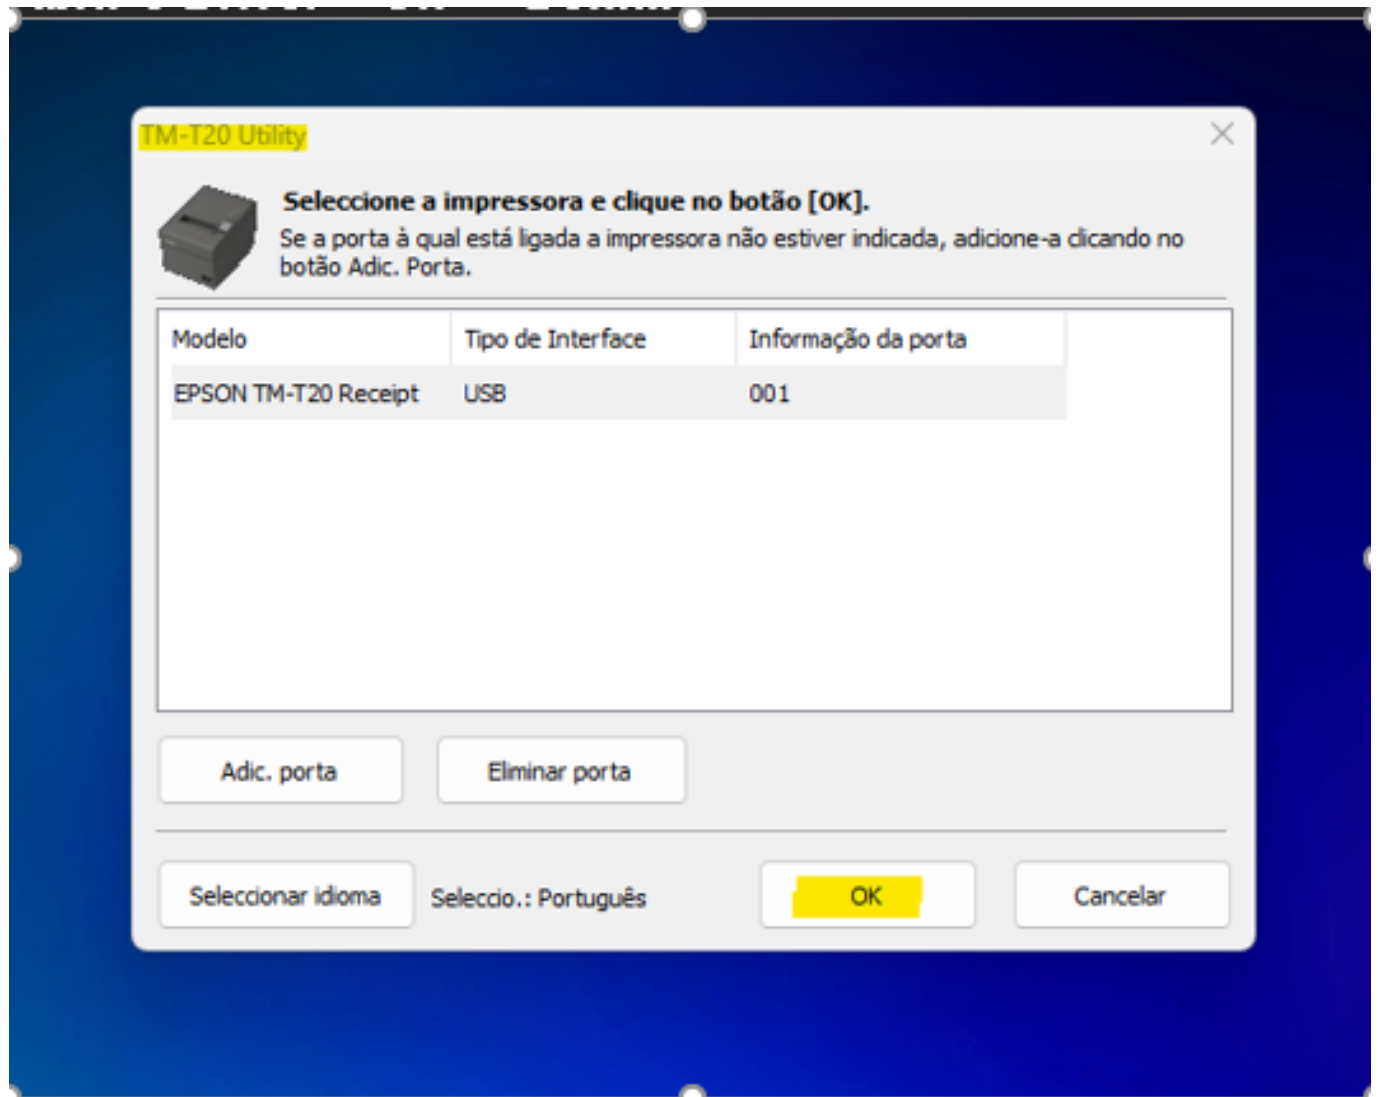 TM-T20 Utility
Seleccione a impressora e clique no botão [OK].
Se a porta à qual está ligada a impressora não estiver indicada, adicione-a clicando no
botão Adic. Porta.
Modelo Tipo de Interface Informação da porta
EPSON TM-T20 Receipt USB 001
Adic. porta Eliminar porta
Seleccionar idioma Seleccio.: Português OK Cancelar